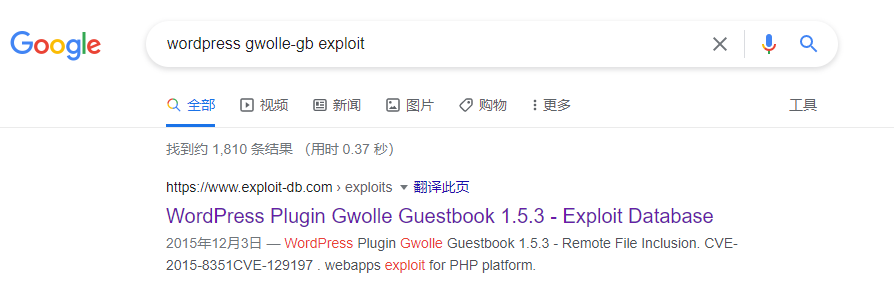 Google
wordpress gwolle-gb exploit
全部 视频 新闻 图片 购物 更多 工具
找到约 1,810 条结果 （用时 0.37 秒）
https://www.exploit-db.com › exploits 翻译此页
WordPress Plugin Gwolle Guestbook 1.5.3 - Exploit Database
2015年12月3日 — WordPress Plugin Gwolle Guestbook 1.5.3 - Remote File Inclusion. CVE-
2015-8351CVE-129197 . webapps exploit for PHP platform.